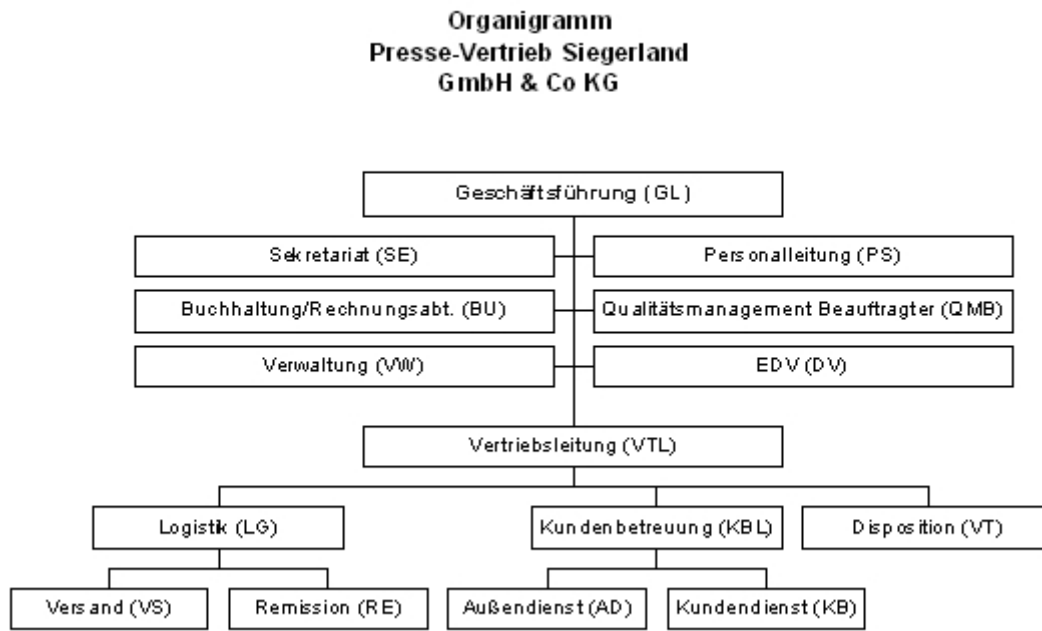 Organigramm
Presse-Vertrieb Siegerland
GmbH & Co KG
Geschäftsführung (GL)
Sekretariat (SE)
Personalleitung (PS)
Buchhaltung/Rechnungsabt. (BU)
Qualitätsmanagement Beauftragter (QMB)
Verwaltung (VW)
EDV (DV)
Vertriebsleitung (VTL)
Logistik (LG)
Kundenbetreuung (KBL)
Disposition (VT)
Versand (VS)
Remission (RE)
Außendienst (AD)
Kundendienst (KB)